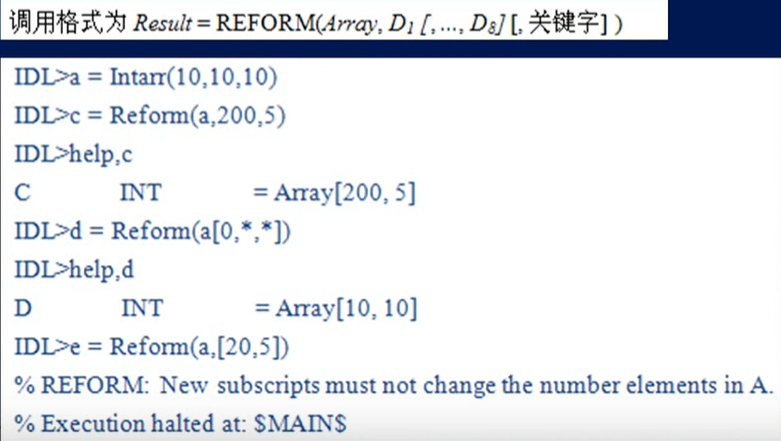 调用格式为 Result = REFORM(Array, D1 [, ..., D8] [, 关键字] )
IDL>a = Intarr(10,10,10)
IDL>c = Reform(a,200,5)
IDL>help,c
C INT = Array[200, 5]
IDL>d = Reform(a[0,*,*])
IDL>help,d
D INT = Array[10, 10]
IDL>e = Reform(a,[20,5])
% REFORM: New subscripts must not change the number elements in A.
% Execution halted at: $MAIN$